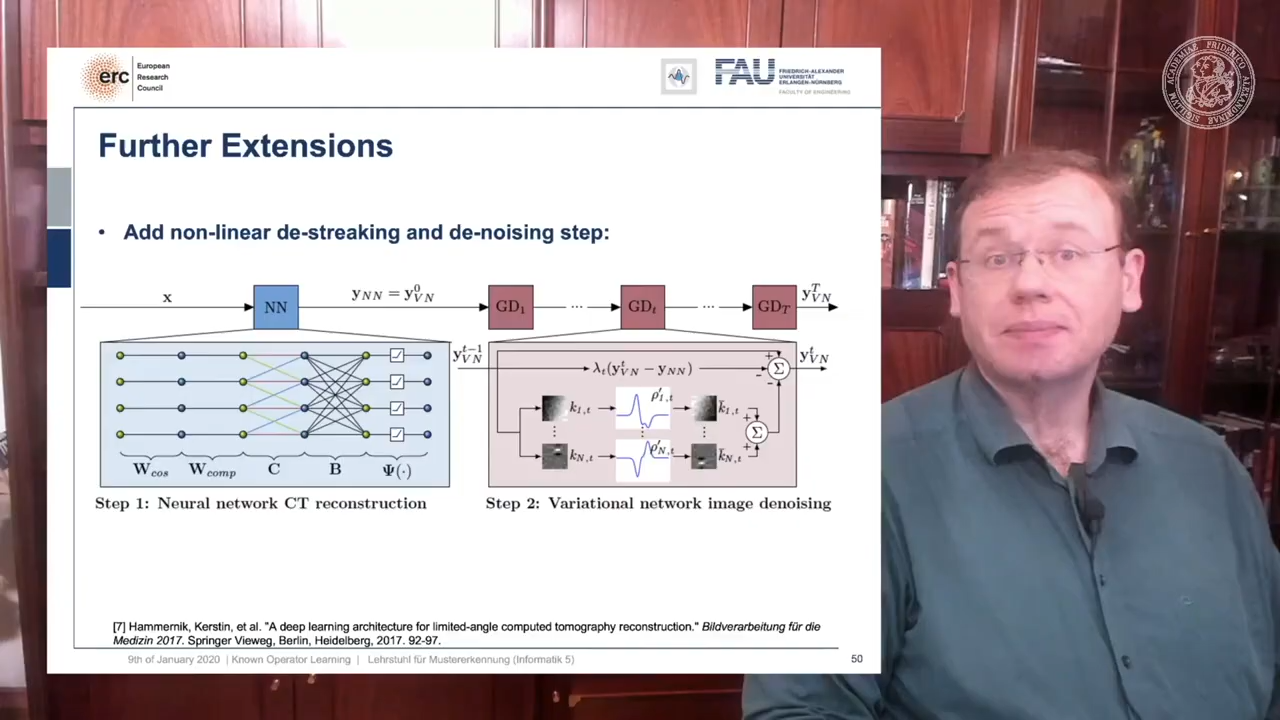 erc
European
Research
Council
FAU
FRIEDRICH-ALEXANDER
UNIVERSITÄT
ERLANGEN-NÜRNBERG
FACULTY OF ENGINEERING
ACADEMIAE FRIDERICO ALEXANDRINAE SIGILLVM
Further Extensions
• Add non-linear de-streaking and de-noising step:
x
NN
y_NN = y^0_VN
GD_1
...
GD_t
...
GD_T
y^T_VN
y^{t-1}_VN
λ_t(y^t_VN − y_NN)
+
-
-
Σ
y^t_VN
k_{1,t}
ρ'_{1,t}
k̄_{1,t}
+
Σ
+
k_{N,t}
ρ'_{N,t}
k̄_{N,t}
W_cos
W_comp
C
B
Ψ(·)
Step 1: Neural network CT reconstruction
Step 2: Variational network image denoising
[7] Hammernik, Kerstin, et al. "A deep learning architecture for limited-angle computed tomography reconstruction." Bildverarbeitung für die
Medizin 2017. Springer Vieweg, Berlin, Heidelberg, 2017. 92-97.
9th of January 2020 | Known Operator Learning | Lehrstuhl für Mustererkennung (Informatik 5)
50